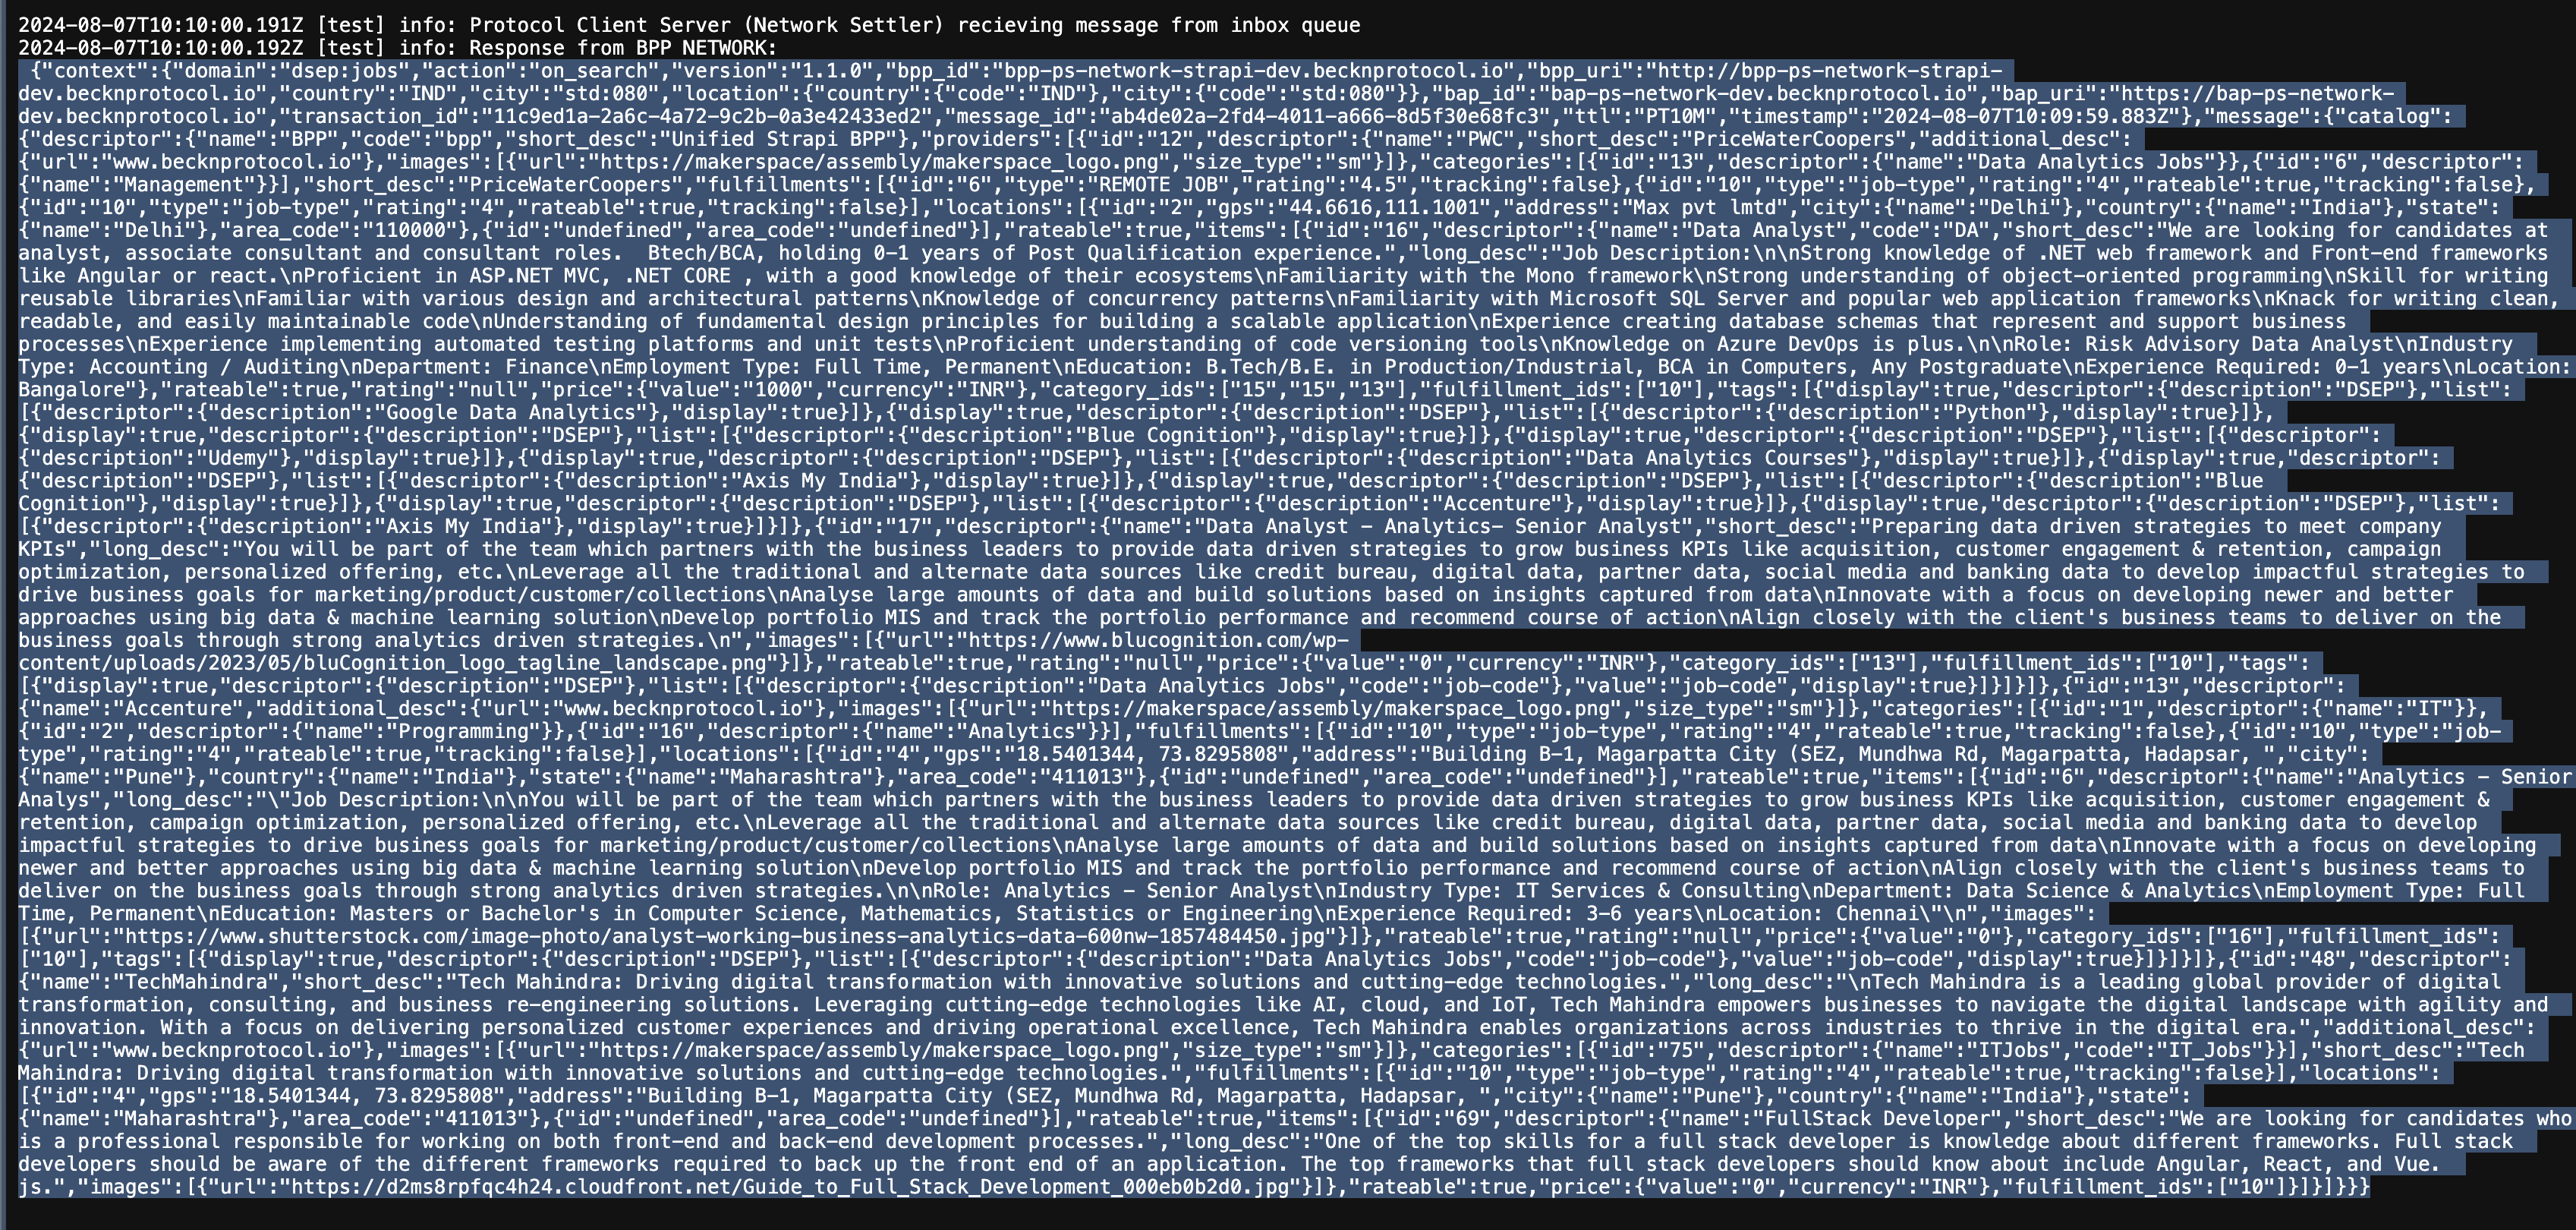 2024-08-07T10:10:00.191Z [test] info: Protocol Client Server (Network Settler) recieving message from inbox queue
2024-08-07T10:10:00.192Z [test] info: Response from BPP NETWORK:
{"context":{"domain":"dsep:jobs","action":"on_search","version":"1.1.0","bpp_id":"bpp-ps-network-strapi-dev.becknprotocol.io","bpp_uri":"http://bpp-ps-network-strapi-
dev.becknprotocol.io","country":"IND","city":"std:080","location":{"country":{"code":"IND"},"city":{"code":"std:080"}},"bap_id":"bap-ps-network-dev.becknprotocol.io","bap_uri":"https://bap-ps-network-
dev.becknprotocol.io","transaction_id":"11c9ed1a-2a6c-4a72-9c2b-0a3e42433ed2","message_id":"ab4de02a-2fd4-4011-a666-8d5f30e68fc3","ttl":"PT10M","timestamp":"2024-08-07T10:09:59.883Z"},"message":{"catalog":
{"descriptor":{"name":"BPP","code":"bpp","short_desc":"Unified Strapi BPP"},"providers":[{"id":"12","descriptor":{"name":"PWC","short_desc":"PriceWaterCoopers","additional_desc":
{"url":"www.becknprotocol.io"},"images":[{"url":"https://makerspace/assembly/makerspace_logo.png","size_type":"sm"}]},"categories":[{"id":"13","descriptor":{"name":"Data Analytics Jobs"}},{"id":"6","descriptor":
{"name":"Management"}}],"short_desc":"PriceWaterCoopers","fulfillments":[{"id":"6","type":"REMOTE JOB","rating":"4.5","tracking":false},{"id":"10","type":"job-type","rating":"4","rateable":true,"tracking":false},
{"id":"10","type":"job-type","rating":"4","rateable":true,"tracking":false}],"locations":[{"id":"2","gps":"44.6616,111.1001","address":"Max pvt lmtd","city":{"name":"Delhi"},"country":{"name":"India"},"state":
{"name":"Delhi"},"area_code":"110000"},{"id":"undefined","area_code":"undefined"}],"rateable":true,"items":[{"id":"16","descriptor":{"name":"Data Analyst","code":"DA","short_desc":"We are looking for candidates at
analyst, associate consultant and consultant roles.  Btech/BCA, holding 0-1 years of Post Qualification experience.","long_desc":"Job Description:\n\nStrong knowledge of .NET web framework and Front-end frameworks
like Angular or react.\nProficient in ASP.NET MVC, .NET CORE , with a good knowledge of their ecosystems\nFamiliarity with the Mono framework\nStrong understanding of object-oriented programming\nSkill for writing
reusable libraries\nFamiliar with various design and architectural patterns\nKnowledge of concurrency patterns\nFamiliarity with Microsoft SQL Server and popular web application frameworks\nKnack for writing clean,
readable, and easily maintainable code\nUnderstanding of fundamental design principles for building a scalable application\nExperience creating database schemas that represent and support business
processes\nExperience implementing automated testing platforms and unit tests\nProficient understanding of code versioning tools\nKnowledge on Azure DevOps is plus.\n\nRole: Risk Advisory Data Analyst\nIndustry
Type: Accounting / Auditing\nDepartment: Finance\nEmployment Type: Full Time, Permanent\nEducation: B.Tech/B.E. in Production/Industrial, BCA in Computers, Any Postgraduate\nExperience Required: 0-1 years\nLocation:
Bangalore"},"rateable":true,"rating":"null","price":{"value":"1000","currency":"INR"},"category_ids":["15","15","13"],"fulfillment_ids":["10"],"tags":[{"display":true,"descriptor":{"description":"DSEP"},"list":
[{"descriptor":{"description":"Google Data Analytics"},"display":true}]},{"display":true,"descriptor":{"description":"DSEP"},"list":[{"descriptor":{"description":"Python"},"display":true}]},
{"display":true,"descriptor":{"description":"DSEP"},"list":[{"descriptor":{"description":"Blue Cognition"},"display":true}]},{"display":true,"descriptor":{"description":"DSEP"},"list":[{"descriptor":
{"description":"Udemy"},"display":true}]},{"display":true,"descriptor":{"description":"DSEP"},"list":[{"descriptor":{"description":"Data Analytics Courses"},"display":true}]},{"display":true,"descriptor":
{"description":"DSEP"},"list":[{"descriptor":{"description":"Axis My India"},"display":true}]},{"display":true,"descriptor":{"description":"DSEP"},"list":[{"descriptor":{"description":"Blue
Cognition"},"display":true}]},{"display":true,"descriptor":{"description":"DSEP"},"list":[{"descriptor":{"description":"Accenture"},"display":true}]},{"display":true,"descriptor":{"description":"DSEP"},"list":
[{"descriptor":{"description":"Axis My India"},"display":true}]}]},{"id":"17","descriptor":{"name":"Data Analyst – Analytics– Senior Analyst","short_desc":"Preparing data driven strategies to meet company
KPIs","long_desc":"You will be part of the team which partners with the business leaders to provide data driven strategies to grow business KPIs like acquisition, customer engagement & retention, campaign
optimization, personalized offering, etc.\nLeverage all the traditional and alternate data sources like credit bureau, digital data, partner data, social media and banking data to develop impactful strategies to
drive business goals for marketing/product/customer/collections\nAnalyse large amounts of data and build solutions based on insights captured from data\nInnovate with a focus on developing newer and better
approaches using big data & machine learning solution\nDevelop portfolio MIS and track the portfolio performance and recommend course of action\nAlign closely with the client's business teams to deliver on the
business goals through strong analytics driven strategies.\n","images":[{"url":"https://www.blucognition.com/wp-
content/uploads/2023/05/bluCognition_logo_tagline_landscape.png"}]},"rateable":true,"rating":"null","price":{"value":"0","currency":"INR"},"category_ids":["13"],"fulfillment_ids":["10"],"tags":
[{"display":true,"descriptor":{"description":"DSEP"},"list":[{"descriptor":{"description":"Data Analytics Jobs","code":"job-code"},"value":"job-code","display":true}]}]}]},{"id":"13","descriptor":
{"name":"Accenture","additional_desc":{"url":"www.becknprotocol.io"},"images":[{"url":"https://makerspace/assembly/makerspace_logo.png","size_type":"sm"}]},"categories":[{"id":"1","descriptor":{"name":"IT"}},
{"id":"2","descriptor":{"name":"Programming"}},{"id":"16","descriptor":{"name":"Analytics"}}],"fulfillments":[{"id":"10","type":"job-type","rating":"4","rateable":true,"tracking":false},{"id":"10","type":"job-
type","rating":"4","rateable":true,"tracking":false}],"locations":[{"id":"4","gps":"18.5401344, 73.8295808","address":"Building B-1, Magarpatta City (SEZ, Mundhwa Rd, Magarpatta, Hadapsar, ","city":
{"name":"Pune"},"country":{"name":"India"},"state":{"name":"Maharashtra"},"area_code":"411013"},{"id":"undefined","area_code":"undefined"}],"rateable":true,"items":[{"id":"6","descriptor":{"name":"Analytics – Senior
Analys","long_desc":"\"Job Description:\n\nYou will be part of the team which partners with the business leaders to provide data driven strategies to grow business KPIs like acquisition, customer engagement &
retention, campaign optimization, personalized offering, etc.\nLeverage all the traditional and alternate data sources like credit bureau, digital data, partner data, social media and banking data to develop
impactful strategies to drive business goals for marketing/product/customer/collections\nAnalyse large amounts of data and build solutions based on insights captured from data\nInnovate with a focus on developing
newer and better approaches using big data & machine learning solution\nDevelop portfolio MIS and track the portfolio performance and recommend course of action\nAlign closely with the client's business teams to
deliver on the business goals through strong analytics driven strategies.\n\nRole: Analytics – Senior Analyst\nIndustry Type: IT Services & Consulting\nDepartment: Data Science & Analytics\nEmployment Type: Full
Time, Permanent\nEducation: Masters or Bachelor's in Computer Science, Mathematics, Statistics or Engineering\nExperience Required: 3-6 years\nLocation: Chennai\"\n","images":
[{"url":"https://www.shutterstock.com/image-photo/analyst-working-business-analytics-data-600nw-1857484450.jpg"}]},"rateable":true,"rating":"null","price":{"value":"0"},"category_ids":["16"],"fulfillment_ids":
["10"],"tags":[{"display":true,"descriptor":{"description":"DSEP"},"list":[{"descriptor":{"description":"Data Analytics Jobs","code":"job-code"},"value":"job-code","display":true}]}]}]},{"id":"48","descriptor":
{"name":"TechMahindra","short_desc":"Tech Mahindra: Driving digital transformation with innovative solutions and cutting-edge technologies.","long_desc":"\nTech Mahindra is a leading global provider of digital
transformation, consulting, and business re-engineering solutions. Leveraging cutting-edge technologies like AI, cloud, and IoT, Tech Mahindra empowers businesses to navigate the digital landscape with agility and
innovation. With a focus on delivering personalized customer experiences and driving operational excellence, Tech Mahindra enables organizations across industries to thrive in the digital era.","additional_desc":
{"url":"www.becknprotocol.io"},"images":[{"url":"https://makerspace/assembly/makerspace_logo.png","size_type":"sm"}]},"categories":[{"id":"75","descriptor":{"name":"ITJobs","code":"IT_Jobs"}}],"short_desc":"Tech
Mahindra: Driving digital transformation with innovative solutions and cutting-edge technologies.","fulfillments":[{"id":"10","type":"job-type","rating":"4","rateable":true,"tracking":false}],"locations":
[{"id":"4","gps":"18.5401344, 73.8295808","address":"Building B-1, Magarpatta City (SEZ, Mundhwa Rd, Magarpatta, Hadapsar, ","city":{"name":"Pune"},"country":{"name":"India"},"state":
{"name":"Maharashtra"},"area_code":"411013"},{"id":"undefined","area_code":"undefined"}],"rateable":true,"items":[{"id":"69","descriptor":{"name":"FullStack Developer","short_desc":"We are looking for candidates who
is a professional responsible for working on both front-end and back-end development processes.","long_desc":"One of the top skills for a full stack developer is knowledge about different frameworks. Full stack
developers should be aware of the different frameworks required to back up the front end of an application. The top frameworks that full stack developers should know about include Angular, React, and Vue.
js.","images":[{"url":"https://d2ms8rpfqc4h24.cloudfront.net/Guide_to_Full_Stack_Development_000eb0b2d0.jpg"}]},"rateable":true,"price":{"value":"0","currency":"INR"},"fulfillment_ids":["10"]}]}]}}}